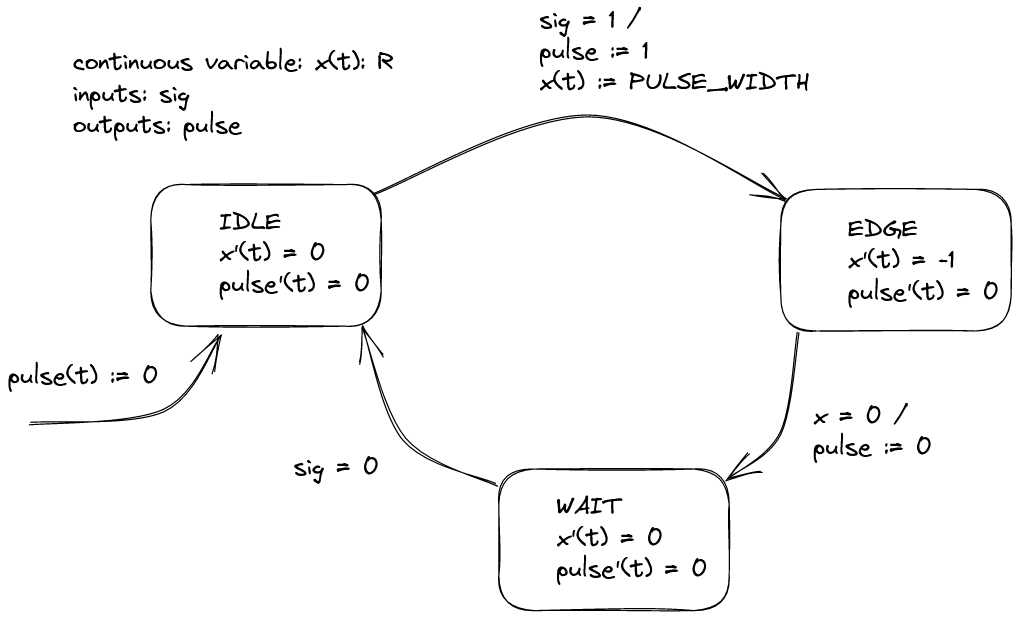 sig = 1 /
pulse := 1
x(t) := PULSE_WIDTH
continuous variable: x(t): R
inputs: sig
outputs: pulse
IDLE
x'(t) = 0
pulse'(t) = 0
EDGE
x'(t) = -1
pulse'(t) = 0
pulse(t) := 0
x = 0 /
pulse := 0
sig = 0
WAIT
x'(t) = 0
pulse'(t) = 0